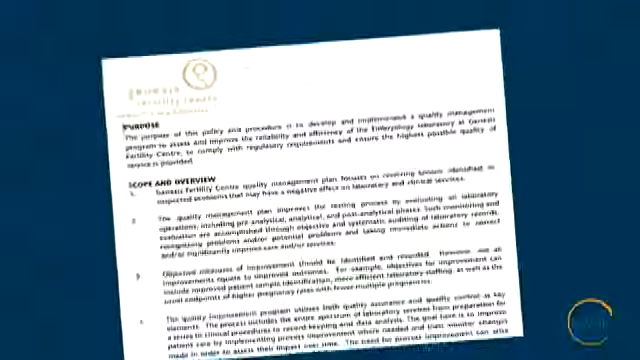 genesis
fertility centre
PURPOSE
The purpose of this policy and procedure is to develop and implement a quality management
program to assess and improve the reliability and efficiency of the Embryology laboratory at Genesis
Fertility Centre, to comply with regulatory requirements and ensure the highest possible quality of
service is provided.
SCOPE AND OVERVIEW
Genesis Fertility Centre quality management plan focuses on resolving known identified or
suspected problems that may have a negative effect on laboratory and clinical services.
The quality management plan improves the testing process by evaluating all laboratory
operations, including pre-analytical, analytical, and post-analytical phases. Such monitoring and
evaluation are accomplished through objective and systematic auditing of laboratory records,
recognizing problems and/or potential problems and taking immediate actions to correct
and/or significantly improve care and/or services.
Objective measures of improvement should be identified and recorded. However not all
improvements equate to improved outcomes. For example, objectives for improvement can
include improved patient sample identification, more efficient laboratory staffing as well as the
usual endpoints of higher pregnancy rates with fewer multiple pregnancies.
The quality improvement program utilizes both quality assurance and quality control as key
elements. The process includes the entire spectrum of laboratory services from preparation for
a series to clinical procedures to record keeping and data analysis. The goal here is to improve
patient care by implementing process improvement where needed and then monitor changes
made in order to assess their impact over time. The need for process improvement can arise